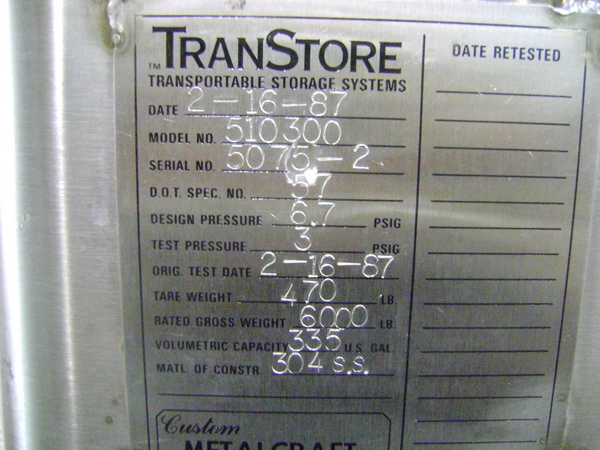 ™TRANSTORE
TRANSPORTABLE STORAGE SYSTEMS
DATE 2-16-87
MODEL NO. 510300
SERIAL NO. 5075-2
D.O.T. SPEC. NO. 57
DESIGN PRESSURE 6.7 PSIG
TEST PRESSURE 3 PSIG
ORIG. TEST DATE 2-16-87
TARE WEIGHT 470 LB.
RATED GROSS WEIGHT 6000 LB.
VOLUMETRIC CAPACITY 335 U.S. GAL.
MATL. OF CONSTR. 304 S.S.
Custom
METALCRAFT
DATE RETESTED